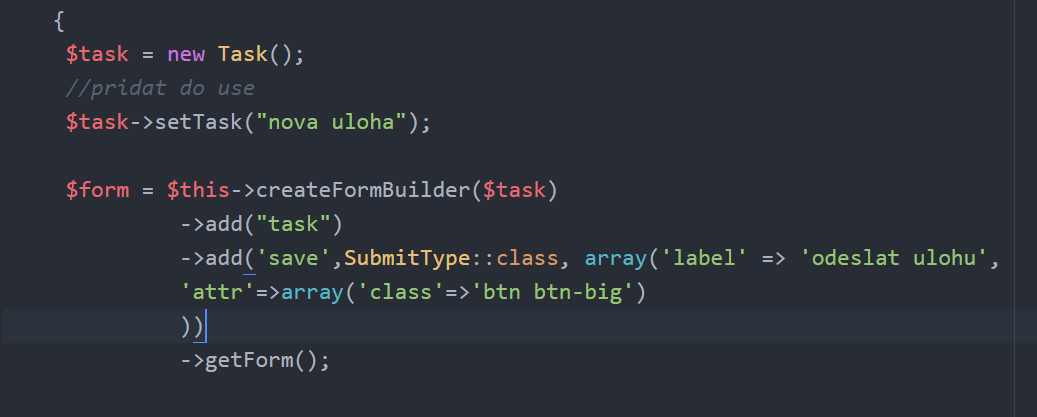 {
$task = new Task();
//pridat do use
$task->setTask("nova uloha");
$form = $this->createFormBuilder($task)
->add("task")
->add('save',SubmitType::class, array('label' => 'odeslat ulohu',
'attr'=>array('class'=>'btn btn-big')
))
->getForm();